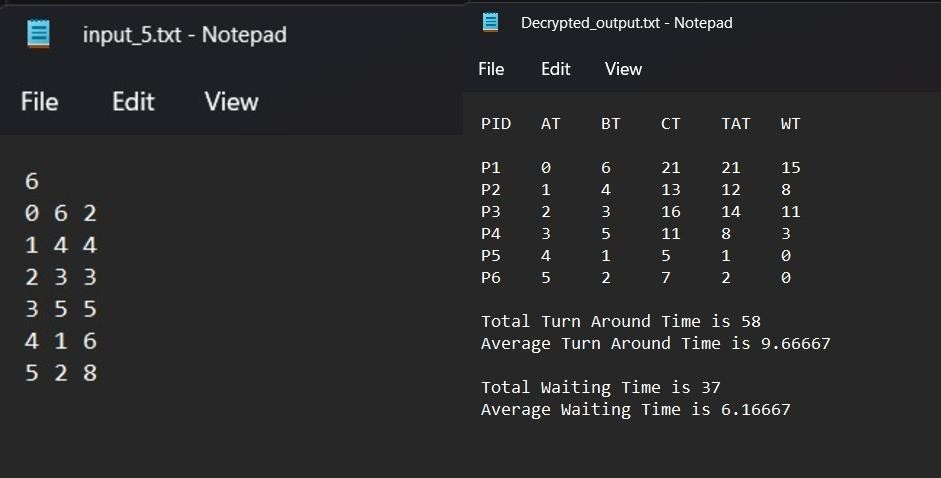 input_5.txt - Notepad
File Edit View
6
0 6 2
1 4 4
2 3 3
3 5 5
4 1 6
5 2 8
Decrypted_output.txt - Notepad
File Edit View
PID AT BT CT TAT WT
P1 0 6 21 21 15
P2 1 4 13 12 8
P3 2 3 16 14 11
P4 3 5 11 8 3
P5 4 1 5 1 0
P6 5 2 7 2 0
Total Turn Around Time is 58
Average Turn Around Time is 9.66667
Total Waiting Time is 37
Average Waiting Time is 6.16667